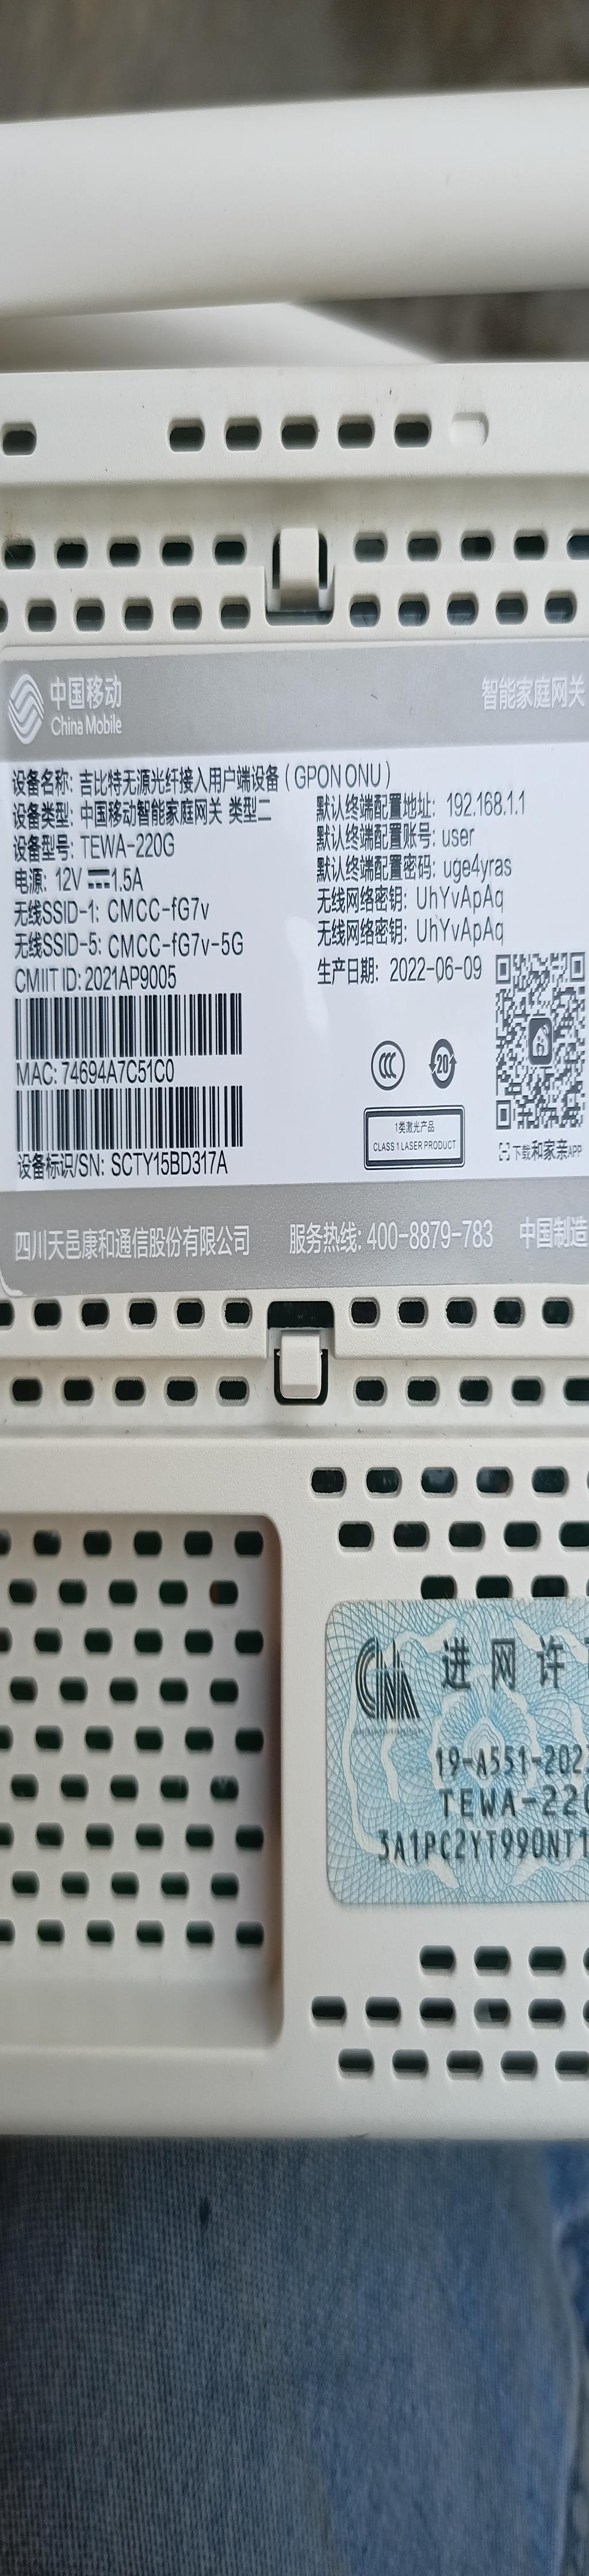 中国移动
China Mobile
智能家庭网关
设备名称: 吉比特无源光纤接入用户端设备 ( GPON ONU )
设备类型: 中国移动智能家庭网关 类型二
设备型号: TEWA-220G
电源: 12V 1.5A
无线SSID-1: CMCC-fG7v
无线SSID-5: CMCC-fG7v-5G
CMIIT ID: 2021AP9005
MAC: 74694A7C51C0
设备标识/SN: SCTY15BD317A
默认终端配置地址: 192.168.1.1
默认终端配置账号: user
默认终端配置密码: uge4yras
无线网络密钥: UhYvApAq
无线网络密钥: UhYvApAq
生产日期: 2022-06-09
CCC
20
1类激光产品
CLASS 1 LASER PRODUCT
下载和家亲APP
四川天邑康和通信股份有限公司
服务热线: 400-8879-783
中国制造
CNA
进网许
19-A551-202
TEWA-22
3A1PC2YT990NT1